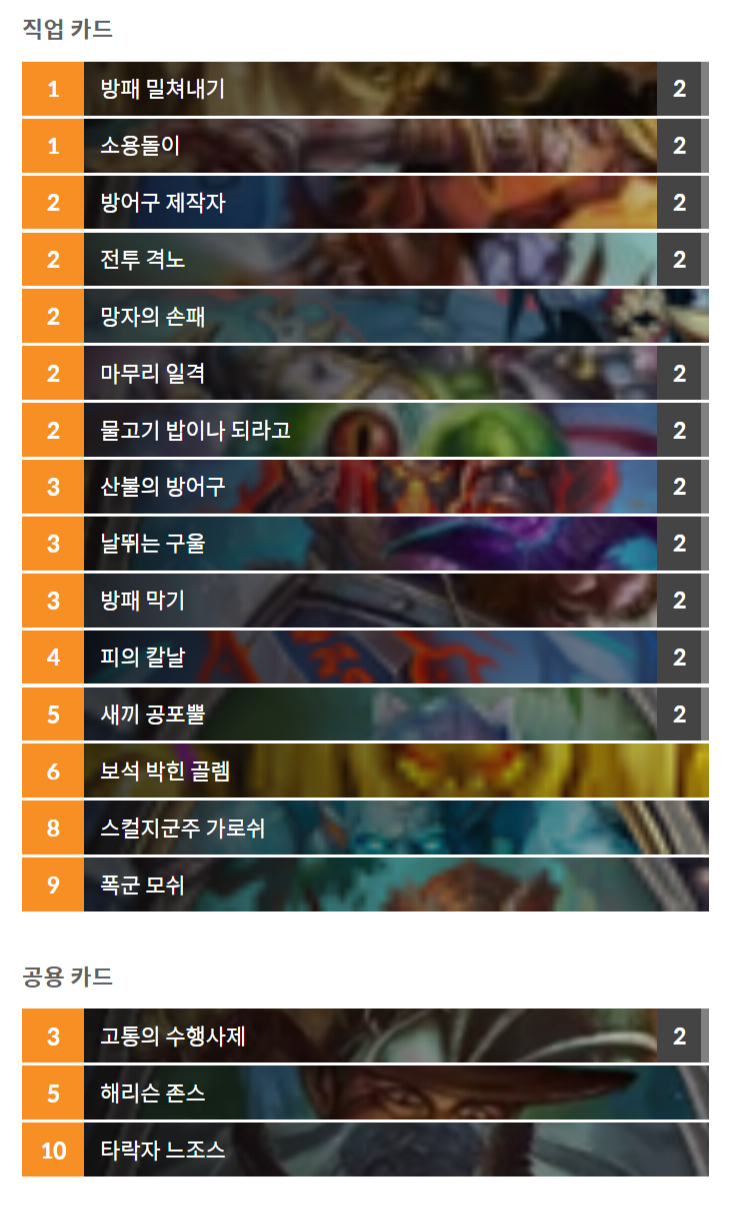 직업 카드
1 방패 밀쳐내기 2
1 소용돌이 2
2 방어구 제작자 2
2 전투 격노 2
2 망자의 손패
2 마무리 일격 2
2 물고기 밥이나 되라고 2
3 산불의 방어구 2
3 날뛰는 구울 2
3 방패 막기 2
4 피의 칼날 2
5 새끼 공포뿔 2
6 보석 박힌 골렘
8 스컬지군주 가로쉬
9 폭군 모쉬
공용 카드
3 고통의 수행사제 2
5 해리슨 존스
10 타락자 느조스